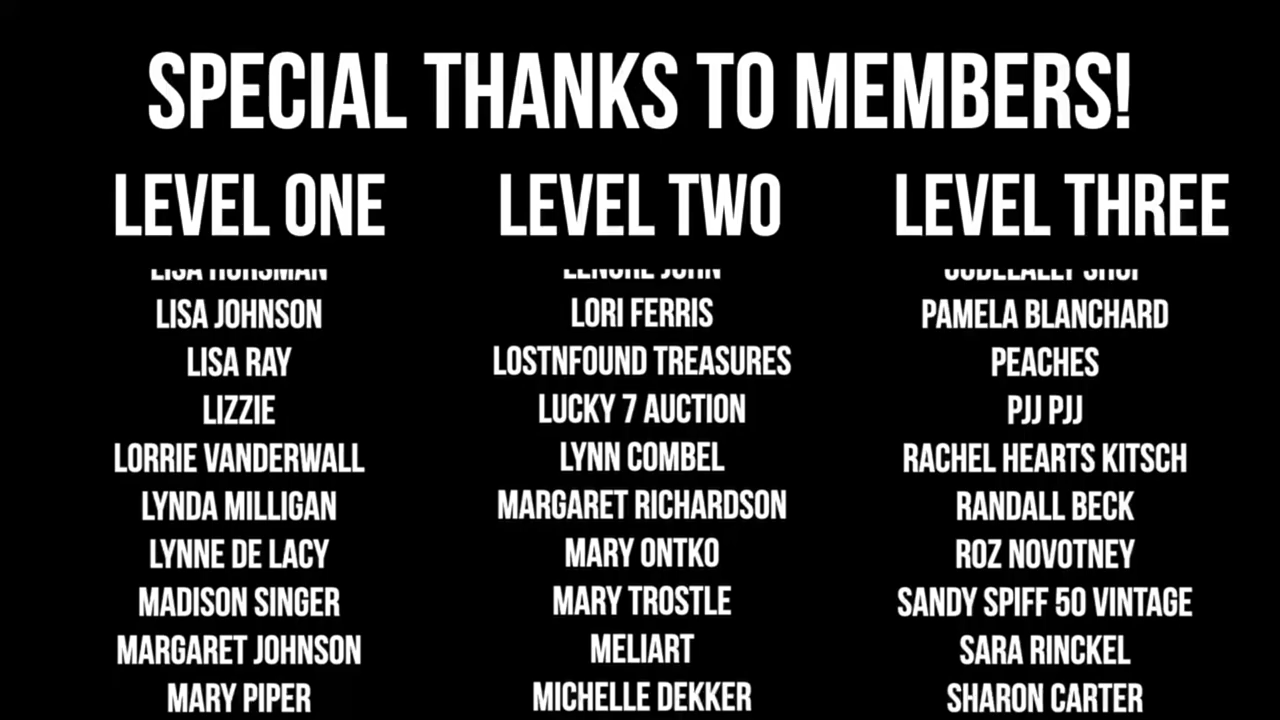 SPECIAL THANKS TO MEMBERS!
LEVEL ONE LEVEL TWO LEVEL THREE
LISA JOHNSON LORI FERRIS PAMELA BLANCHARD
LISA RAY LOSTNFOUND TREASURES PEACHES
LIZZIE LUCKY 7 AUCTION PJJ PJJ
LORRIE VANDERWALL LYNN COMBEL RACHEL HEARTS KITSCH
LYNDA MILLIGAN MARGARET RICHARDSON RANDALL BECK
LYNNE DE LACY MARY ONTKO ROZ NOVOTNEY
MADISON SINGER MARY TROSTLE SANDY SPIFF 50 VINTAGE
MARGARET JOHNSON MELIART SARA RINCKEL
MARY PIPER MICHELLE DEKKER SHARON CARTER